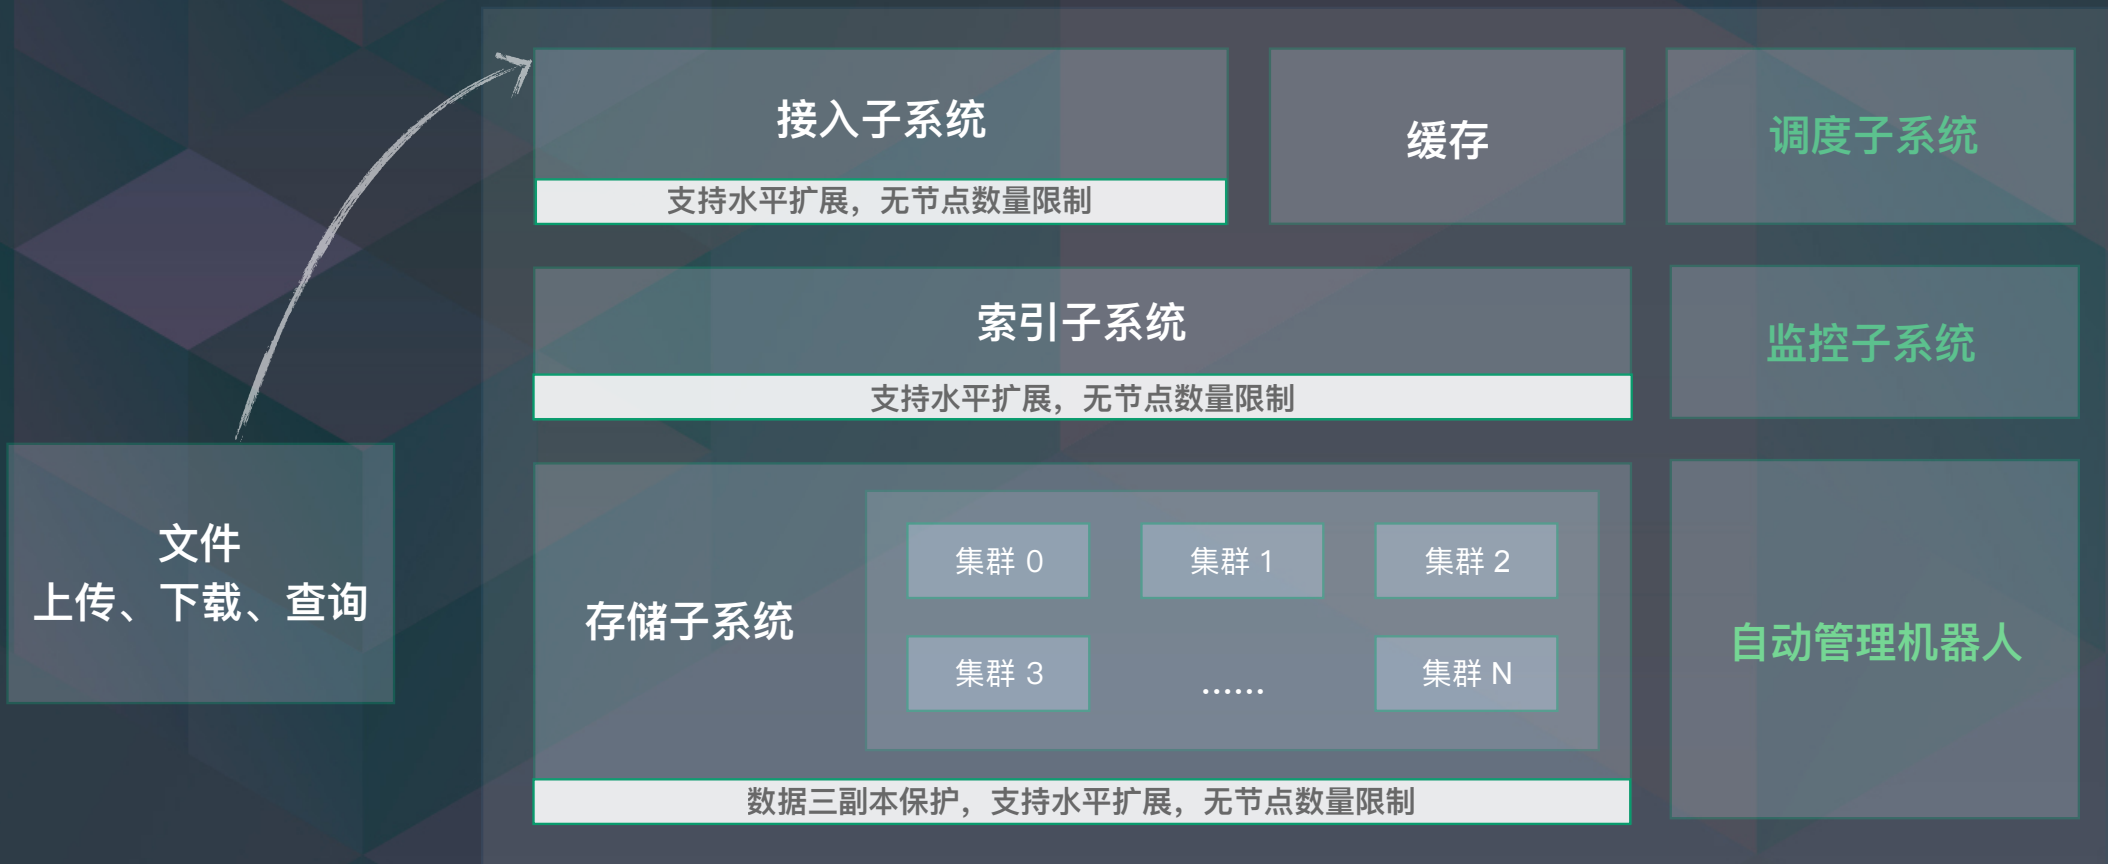 接入子系统
支持水平扩展，无节点数量限制
缓存
调度子系统
索引子系统
支持水平扩展，无节点数量限制
监控子系统
文件
上传、下载、查询
存储子系统
集群 0
集群 1
集群 2
集群 3
......
集群 N
数据三副本保护，支持水平扩展，无节点数量限制
自动管理机器人